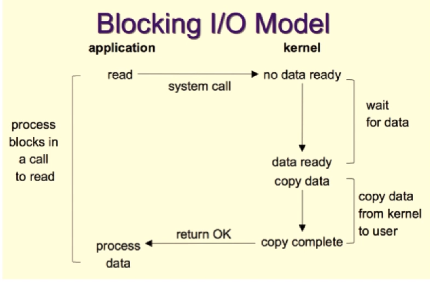 Blocking I/O Model
application kernel
read system call no data ready
wait
for data
process
blocks in
a call
to read
data ready
copy data
copy data
from kernel
to user
return OK copy complete
process
data